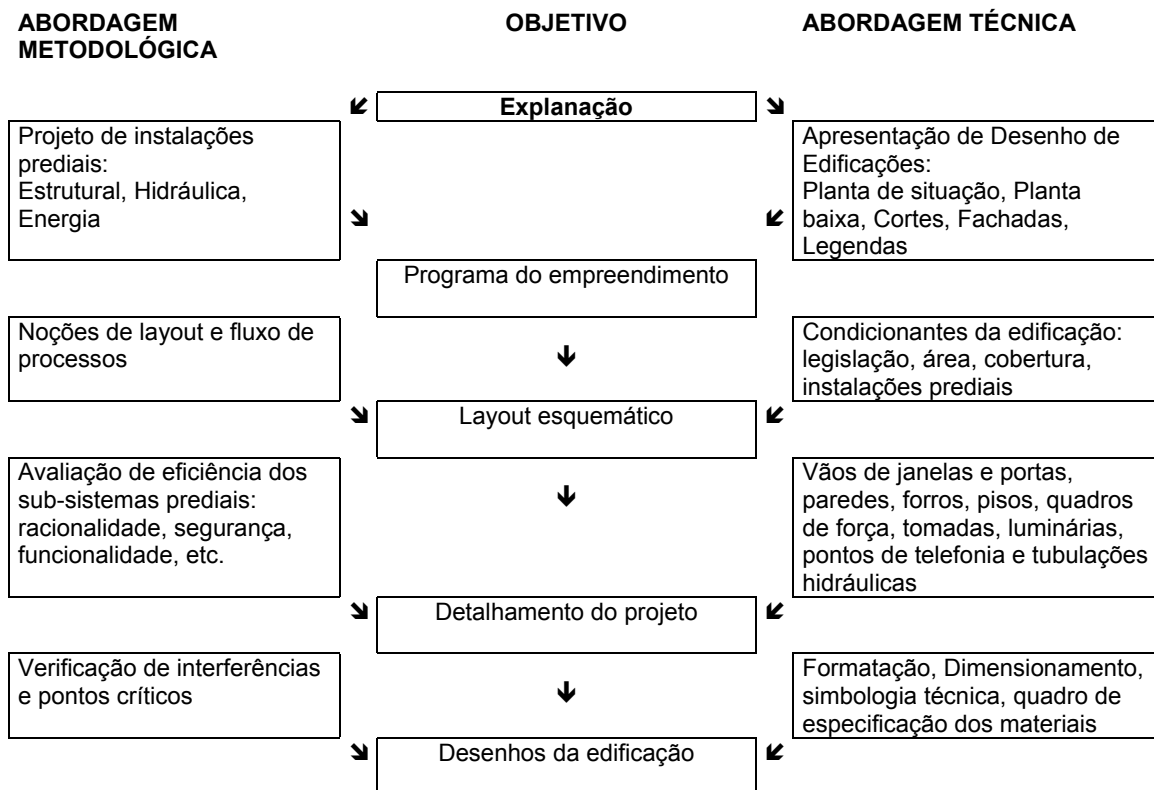 ABORDAGEM
METODOLÓGICA
OBJETIVO
ABORDAGEM TÉCNICA
Explanação
Projeto de instalações
prediais:
Estrutural, Hidráulica,
Energia
Apresentação de Desenho de
Edificações:
Planta de situação, Planta
baixa, Cortes, Fachadas,
Legendas
Programa do empreendimento
Noções de layout e fluxo de
processos
Condicionantes da edificação:
legislação, área, cobertura,
instalações prediais
Layout esquemático
Avaliação de eficiência dos
sub-sistemas prediais:
racionalidade, segurança,
funcionalidade, etc.
Vãos de janelas e portas,
paredes, forros, pisos, quadros
de força, tomadas, luminárias,
pontos de telefonia e tubulações
hidráulicas
Detalhamento do projeto
Verificação de interferências
e pontos críticos
Formatação, Dimensionamento,
simbologia técnica, quadro de
especificação dos materiais
Desenhos da edificação